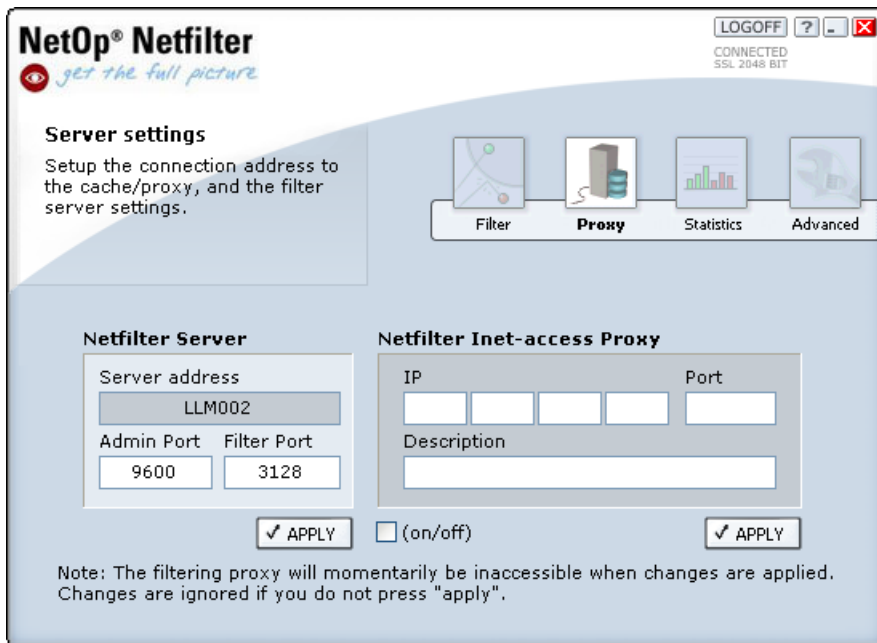 NetOp® Netfilter
get the full picture
LOGOFF ? -
CONNECTED
SSL 2048 BIT
Server settings
Setup the connection address to
the cache/proxy, and the filter
server settings.
Filter
Proxy
Statistics
Advanced
Netfilter Server
Server address
LLM002
Admin Port Filter Port
9600 3128
APPLY
Netfilter Inet-access Proxy
IP Port
Description
(on/off)
APPLY
Note: The filtering proxy will momentarily be inaccessible when changes are applied.
Changes are ignored if you do not press "apply".